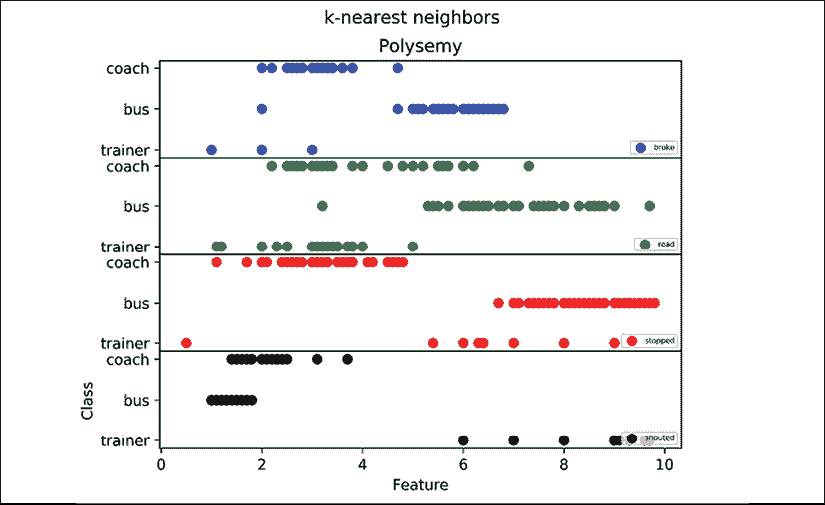 k-nearest neighbors
Polysemy
coach
bus
trainer
broke
coach
bus
trainer
road
coach
bus
trainer
stopped
coach
bus
trainer
shouted
Class
0 2 4 6 8 10
Feature